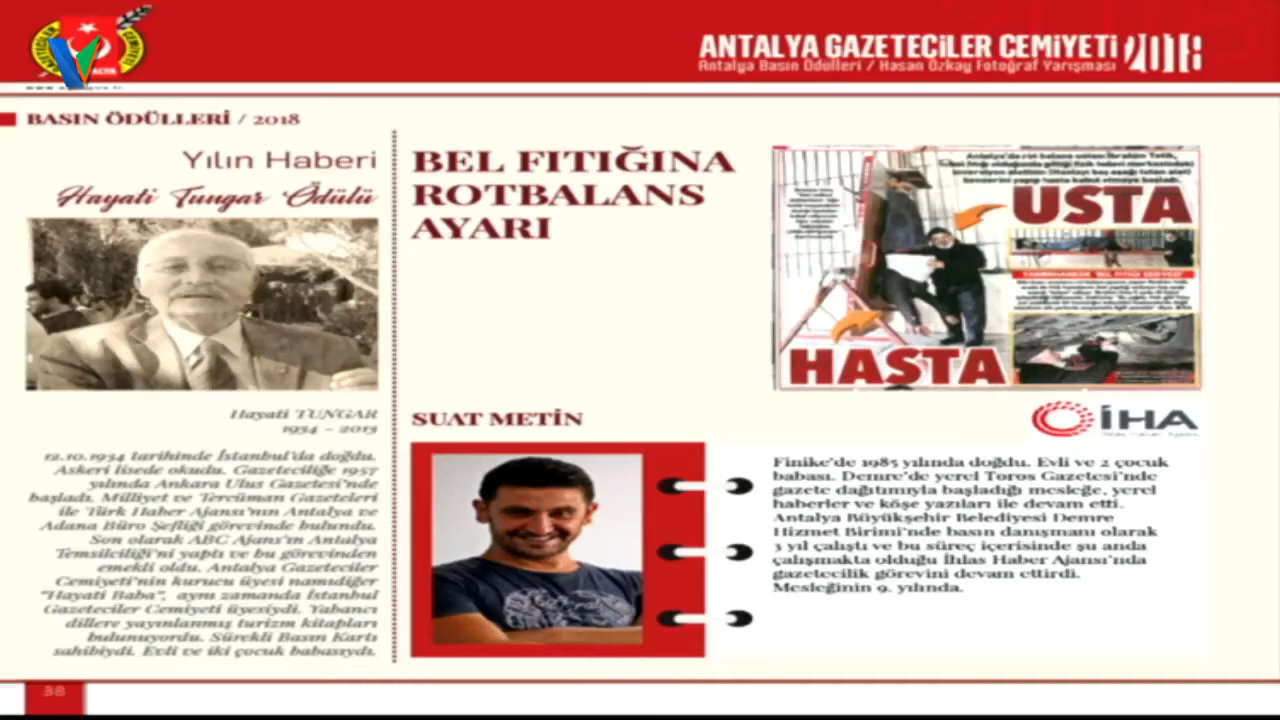 ANTALYA GAZETECİLER CEMİYETİ 2018
Antalya Basın Ödülleri / Hasan Özkay Fotoğraf Yarışması
BASIN ÖDÜLLERİ / 2018
Yılın Haberi
Hayati Tungar Ödülü
Hayati TUNGAR
1934 - 2013
12.10.1934 tarihinde İstanbul'da doğdu.
Askeri lisede okudu. Gazeteciliğe 1957
yılında Ankara Ulus Gazetesi'nde
başladı. Milliyet ve Tercüman Gazeteleri
ile Türk Haber Ajansı'nın Antalya ve
Adana Büro Şefliği görevinde bulundu.
Son olarak ABC Ajans'ın Antalya
Temsilciliği'ni yaptı ve bu görevinden
emekli oldu. Antalya Gazeteciler
Cemiyeti'nin kurucu üyesi namıdiğer
"Hayati Baba", aynı zamanda İstanbul
Gazeteciler Cemiyeti üyesiydi. Yabancı
dillere yayınlanmış turizm kitapları
bulunuyordu. Sürekli Basın Kartı
sahibiydi. Evli ve iki çocuk babasıydı.
38
BEL FITIĞINA
ROTBALANS
AYARI
USTA
HASTA
SUAT METİN
İHA
Finike'de 1985 yılında doğdu. Evli ve 2 çocuk
babası. Demre'de yerel Toros Gazetesi'nde
gazete dağıtımıyla başladığı mesleğe, yerel
haberler ve köşe yazıları ile devam etti.
Antalya Büyükşehir Belediyesi Demre
Hizmet Birimi'nde basın danışmanı olarak
3 yıl çalıştı ve bu süreç içerisinde şu anda
çalışmakta olduğu İhlas Haber Ajansı'nda
gazetecilik görevini devam ettirdi.
Mesleğinin 9. yılında.